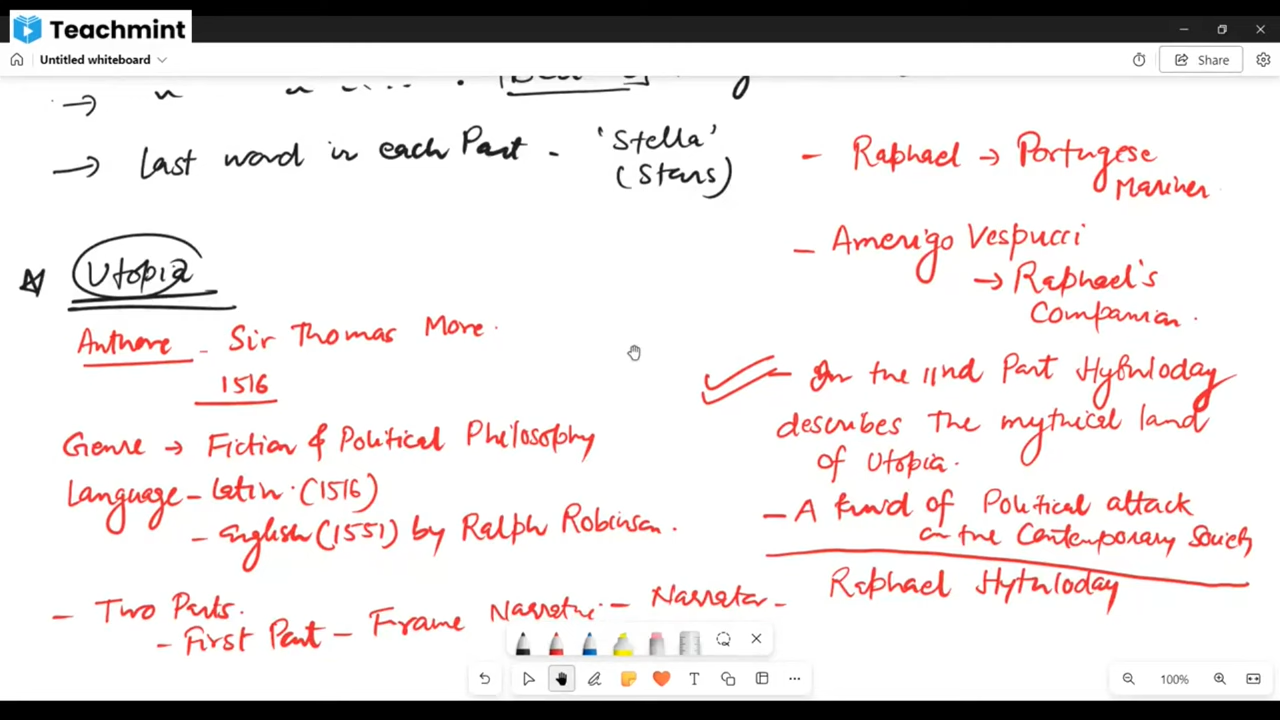 Teachmint
Untitled whiteboard
Share
→ Last word in each Part - 'Stella'
(Stars)
Utopia
Authore - Sir Thomas More.
1516
Genre → Fiction & Political Philosophy
Language - Latin. (1516)
- English (1551) by Ralph Robinson.
- Two Parts.
- First Part - Frame Narrative. - Narrator -
Raphael Hythloday
- Raphael → Portugese
Mariner
- Amerigo Vespucci
→ Raphael's
Companion.
- In the IInd Part Hythloday
describes the mythical land
of Utopia.
- A kind of Political attack
on the Contemporary Society
100%